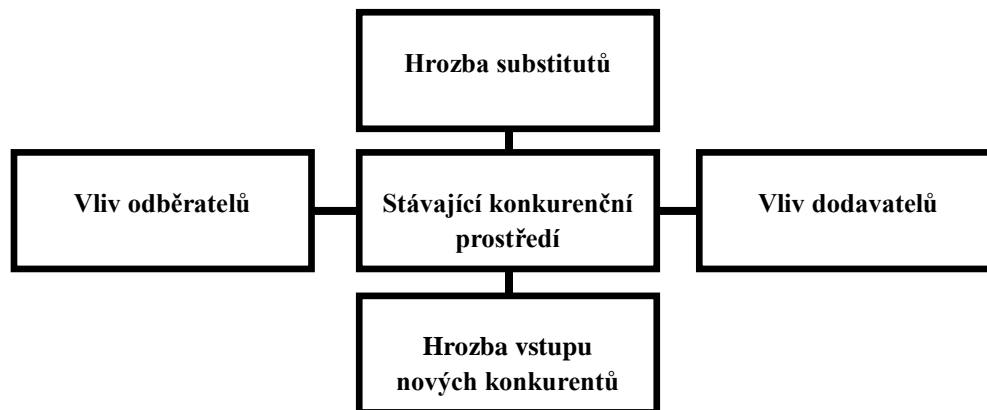 Hrozba substitutů
Vliv odběratelů
Stávající konkurenční
prostředí
Vliv dodavatelů
Hrozba vstupu
nových konkurentů